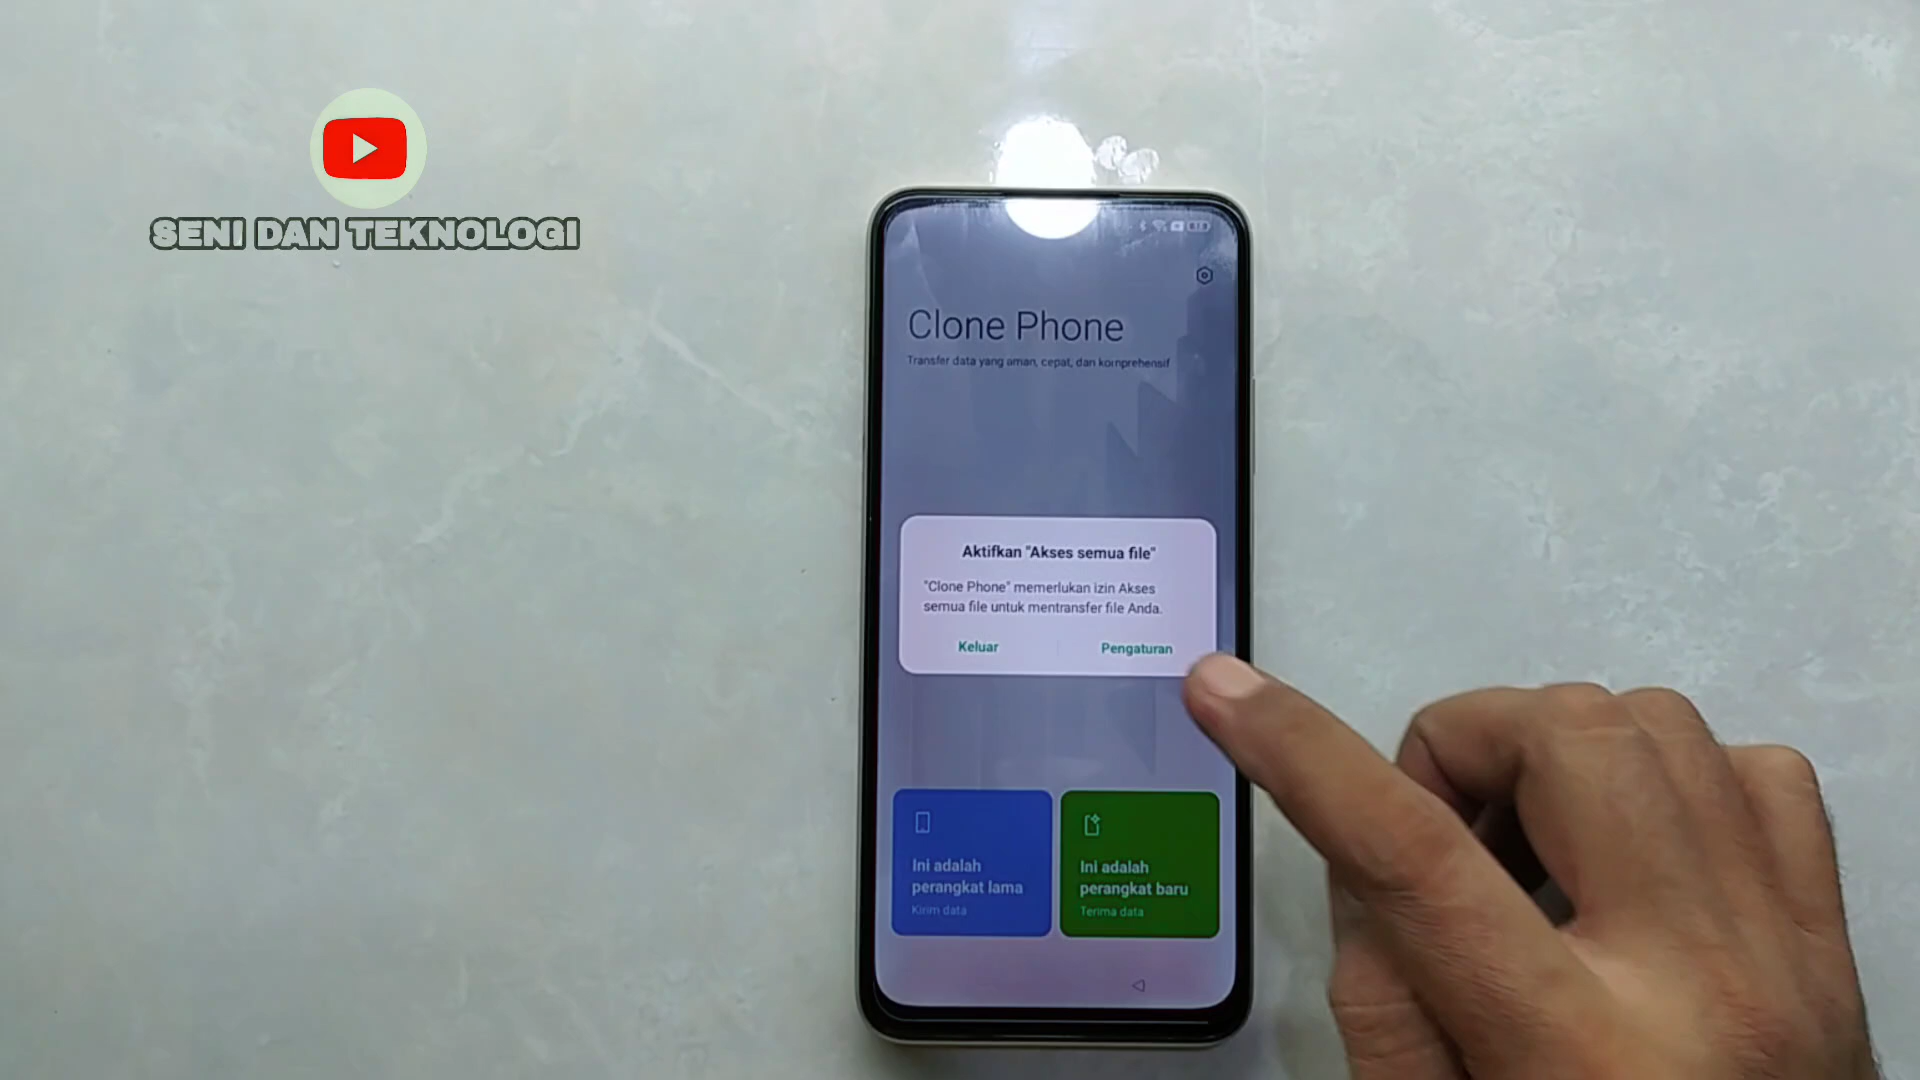 SENI DAN TEKNOLOGI
Clone Phone
Transfer data yang aman, cepat, dan komprehensif
Aktifkan "Akses semua file"
"Clone Phone" memerlukan izin Akses
semua file untuk mentransfer file Anda.
Keluar
Pengaturan
Ini adalah
perangkat lama
Kirim data
Ini adalah
perangkat baru
Terima data